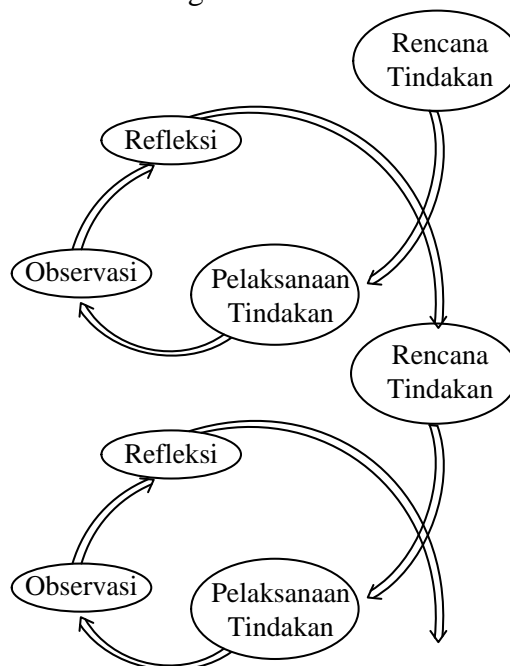 Rencana
Tindakan
Refleksi
Observasi
Pelaksanaan
Tindakan
Rencana
Tindakan
Refleksi
Observasi
Pelaksanaan
Tindakan